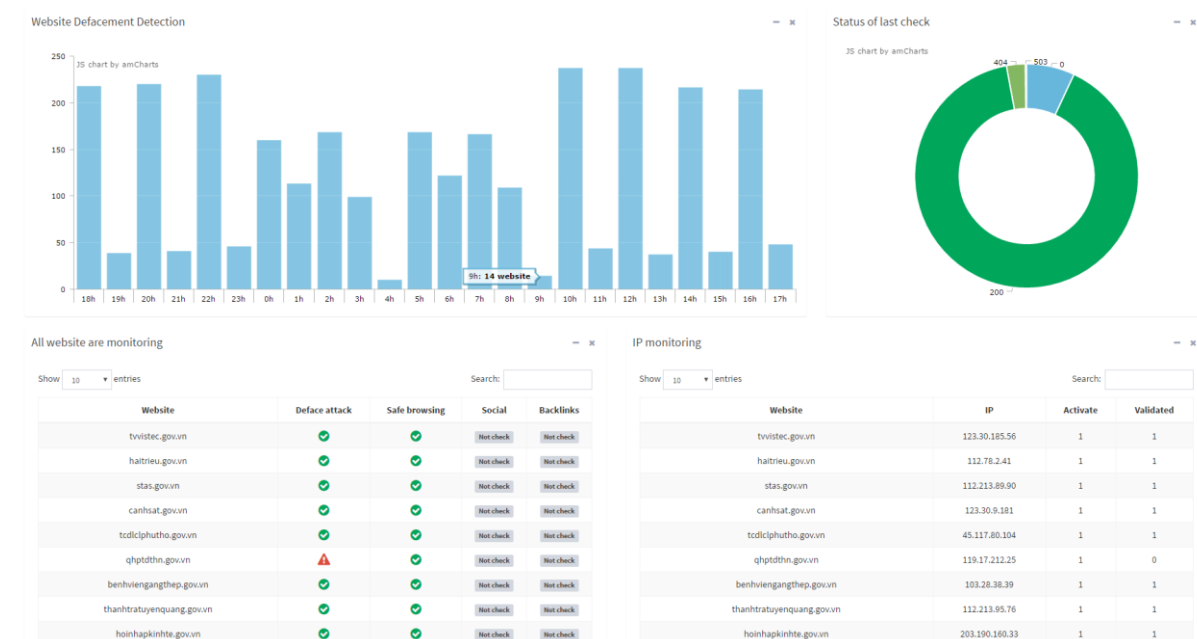 Website Defacement Detection
JS chart by amCharts
250
200
150
100
50
0
9h: 14 website
18h 19h 20h 21h 22h 23h 0h 1h 2h 3h 4h 5h 6h 7h 8h 9h 10h 11h 12h 13h 14h 15h 16h 17h
Status of last check
JS chart by amCharts
404 503 0
200
All website are monitoring
Show 10 entries Search:
Website Deface attack Safe browsing Social Backlinks
tvvistec.gov.vn Not check Not check
haitrieu.gov.vn Not check Not check
stas.gov.vn Not check Not check
canhsat.gov.vn Not check Not check
tcdlclphutho.gov.vn Not check Not check
qhptdthn.gov.vn Not check Not check
benhviengangthep.gov.vn Not check Not check
thanhtratuyenquang.gov.vn Not check Not check
hoinhapkinhte.gov.vn Not check Not check
IP monitoring
Show 10 entries Search:
Website IP Activate Validated
tvvistec.gov.vn 123.30.185.56 1 1
haitrieu.gov.vn 112.78.2.41 1 1
stas.gov.vn 112.213.89.90 1 1
canhsat.gov.vn 123.30.9.181 1 1
tcdlclphutho.gov.vn 45.117.80.104 1 1
qhptdthn.gov.vn 119.17.212.25 1 0
benhviengangthep.gov.vn 103.28.38.39 1 1
thanhtratuyenquang.gov.vn 112.213.95.76 1 1
hoinhapkinhte.gov.vn 203.190.160.33 1 1